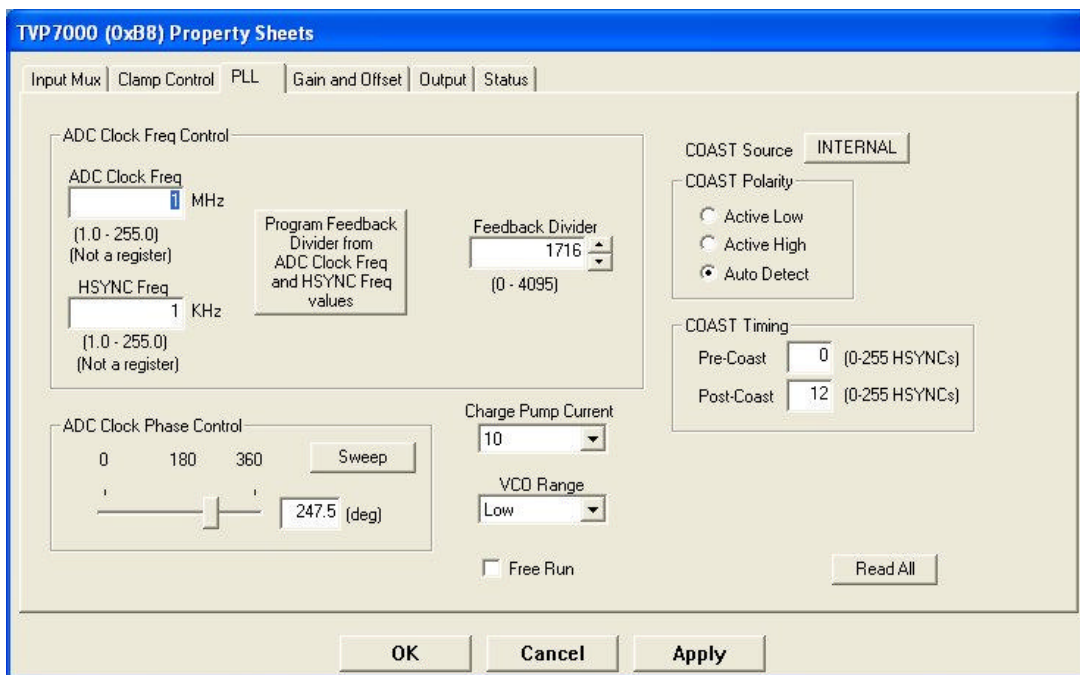 TVP7000 (0xB8) Property Sheets
Input Mux
Clamp Control
PLL
Gain and Offset
Output
Status
ADC Clock Freq Control
ADC Clock Freq
1 MHz
(1.0 - 255.0)
(Not a register)
HSYNC Freq
1 KHz
(1.0 - 255.0)
(Not a register)
Program Feedback
Divider from
ADC Clock Freq
and HSYNC Freq
values
Feedback Divider
1716
(0 - 4095)
COAST Source INTERNAL
COAST Polarity
Active Low
Active High
Auto Detect
COAST Timing
Pre-Coast 0 (0-255 HSYNCs)
Post-Coast 12 (0-255 HSYNCs)
ADC Clock Phase Control
0 180 360
Sweep
247.5 (deg)
Charge Pump Current
10
VCO Range
Low
Free Run
Read All
OK
Cancel
Apply